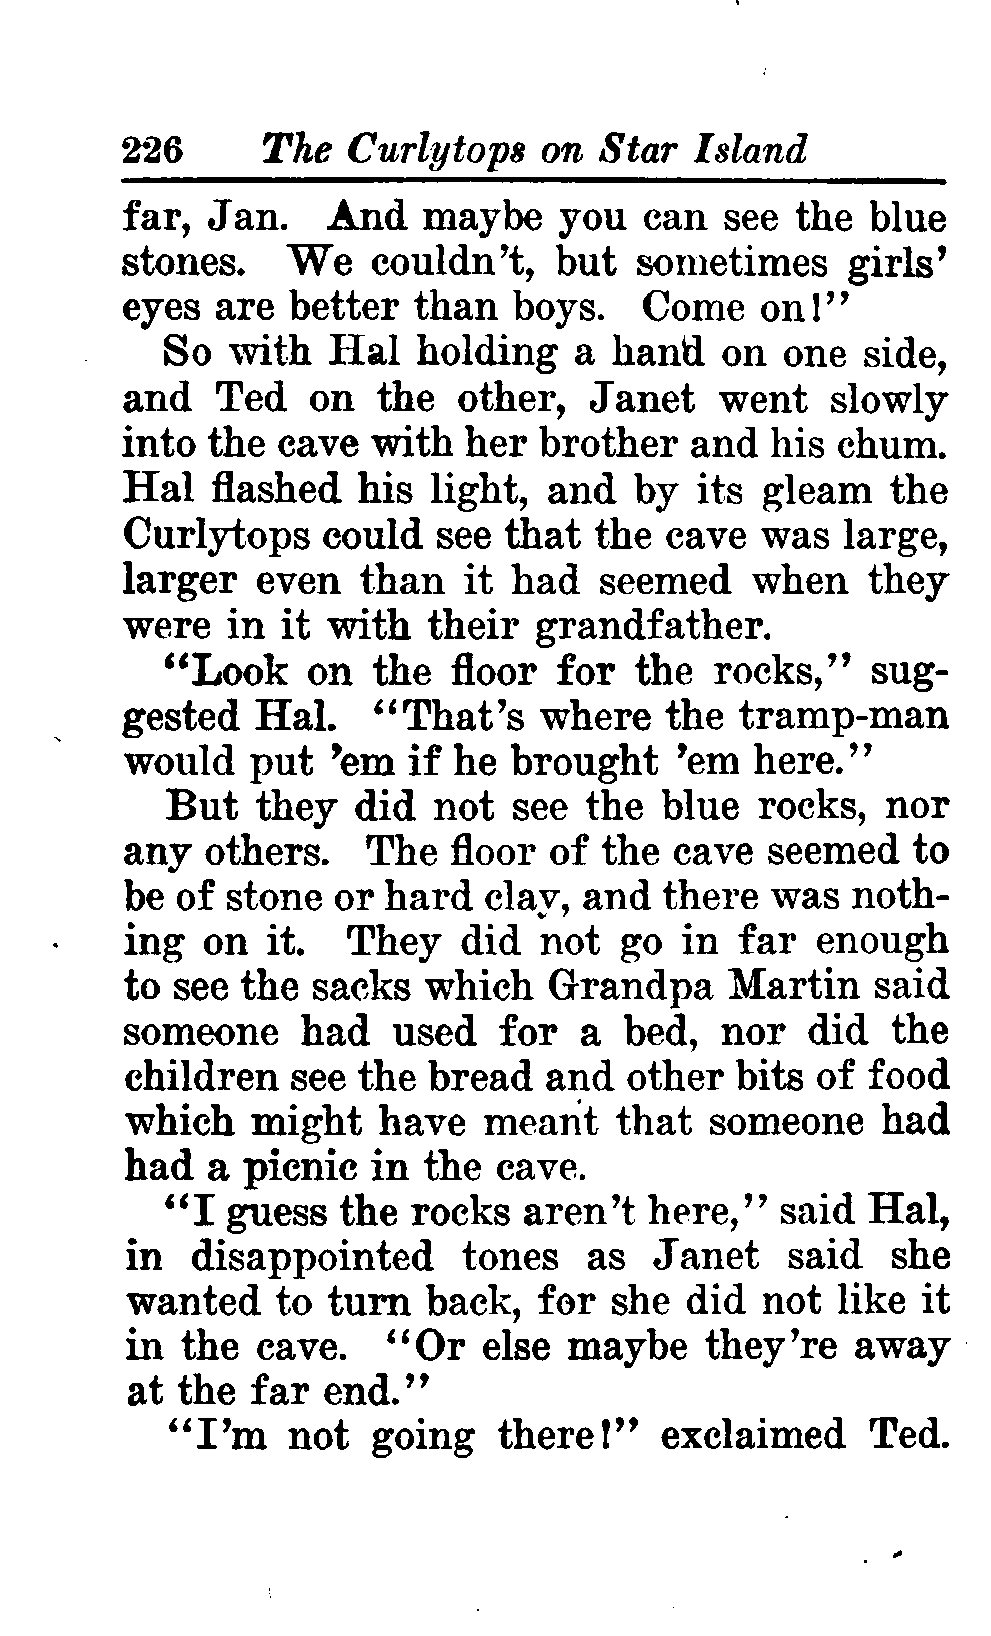 226 The Curlytops on Star Island
far, Jan. And maybe you can see the blue
stones. We couldn't, but sometimes girls'
eyes are better than boys. Come on!"
So with Hal holding a hand on one side,
and Ted on the other, Janet went slowly
into the cave with her brother and his chum.
Hal flashed his light, and by its gleam the
Curlytops could see that the cave was large,
larger even than it had seemed when they
were in it with their grandfather.
"Look on the floor for the rocks," sug-
gested Hal. "That's where the tramp-man
would put 'em if he brought 'em here."
But they did not see the blue rocks, nor
any others. The floor of the cave seemed to
be of stone or hard clay, and there was noth-
ing on it. They did not go in far enough
to see the sacks which Grandpa Martin said
someone had used for a bed, nor did the
children see the bread and other bits of food
which might have meant that someone had
had a picnic in the cave.
"I guess the rocks aren't here," said Hal,
in disappointed tones as Janet said she
wanted to turn back, for she did not like it
in the cave. "Or else maybe they're away
at the far end."
"I'm not going there!" exclaimed Ted.